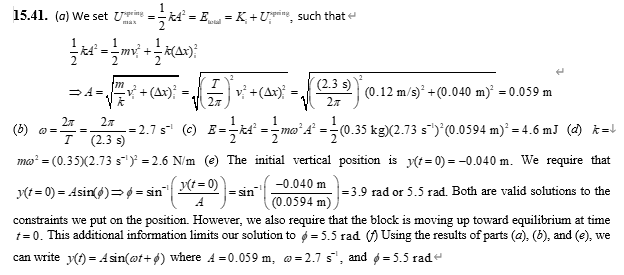 15.41. (a) We set U^spring_max = 1/2 kA² = E_total = K_i + U_i^spring, such that
1/2 kA² = 1/2 mv_i² + 1/2 k(Δx)_i²
⇒ A = √(m/k v_i² + (Δx)_i²) = √((T/2π)² v_i² + (Δx)_i²) = √(((2.3 s)/2π)² (0.12 m/s)² + (0.040 m)²) = 0.059 m
(b) ω = 2π/T = 2π/(2.3 s) = 2.7 s⁻¹ (c) E = 1/2 kA² = 1/2 mω²A² = 1/2 (0.35 kg)(2.73 s⁻¹)²(0.0594 m)² = 4.6 mJ (d) k =
mω² = (0.35)(2.73 s⁻¹)² = 2.6 N/m (e) The initial vertical position is y(t = 0) = −0.040 m. We require that
y(t = 0) = A sin(ϕ) ⇒ ϕ = sin⁻¹(y(t = 0)/A) = sin⁻¹(−0.040 m/(0.0594 m)) = 3.9 rad or 5.5 rad. Both are valid solutions to the
constraints we put on the position. However, we also require that the block is moving up toward equilibrium at time
t = 0. This additional information limits our solution to ϕ = 5.5 rad. (f) Using the results of parts (a), (b), and (e), we
can write y(t) = A sin(ωt + ϕ) where A = 0.059 m, ω = 2.7 s⁻¹, and ϕ = 5.5 rad.